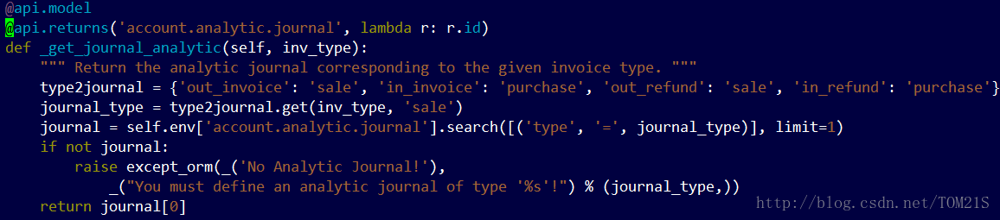 @api.model
@api.returns('account.analytic.journal', lambda r: r.id)
def _get_journal_analytic(self, inv_type):
    """ Return the analytic journal corresponding to the given invoice type. """
    type2journal = {'out_invoice': 'sale', 'in_invoice': 'purchase', 'out_refund': 'sale', 'in_refund': 'purchase'}
    journal_type = type2journal.get(inv_type, 'sale')
    journal = self.env['account.analytic.journal'].search([('type', '=', journal_type)], limit=1)
    if not journal:
        raise except_orm(_('No Analytic Journal!'),
            _("You must define an analytic journal of type '%s'!") % (journal_type,))
    return journal[0]
http://blog.csdn.net/TOM21S